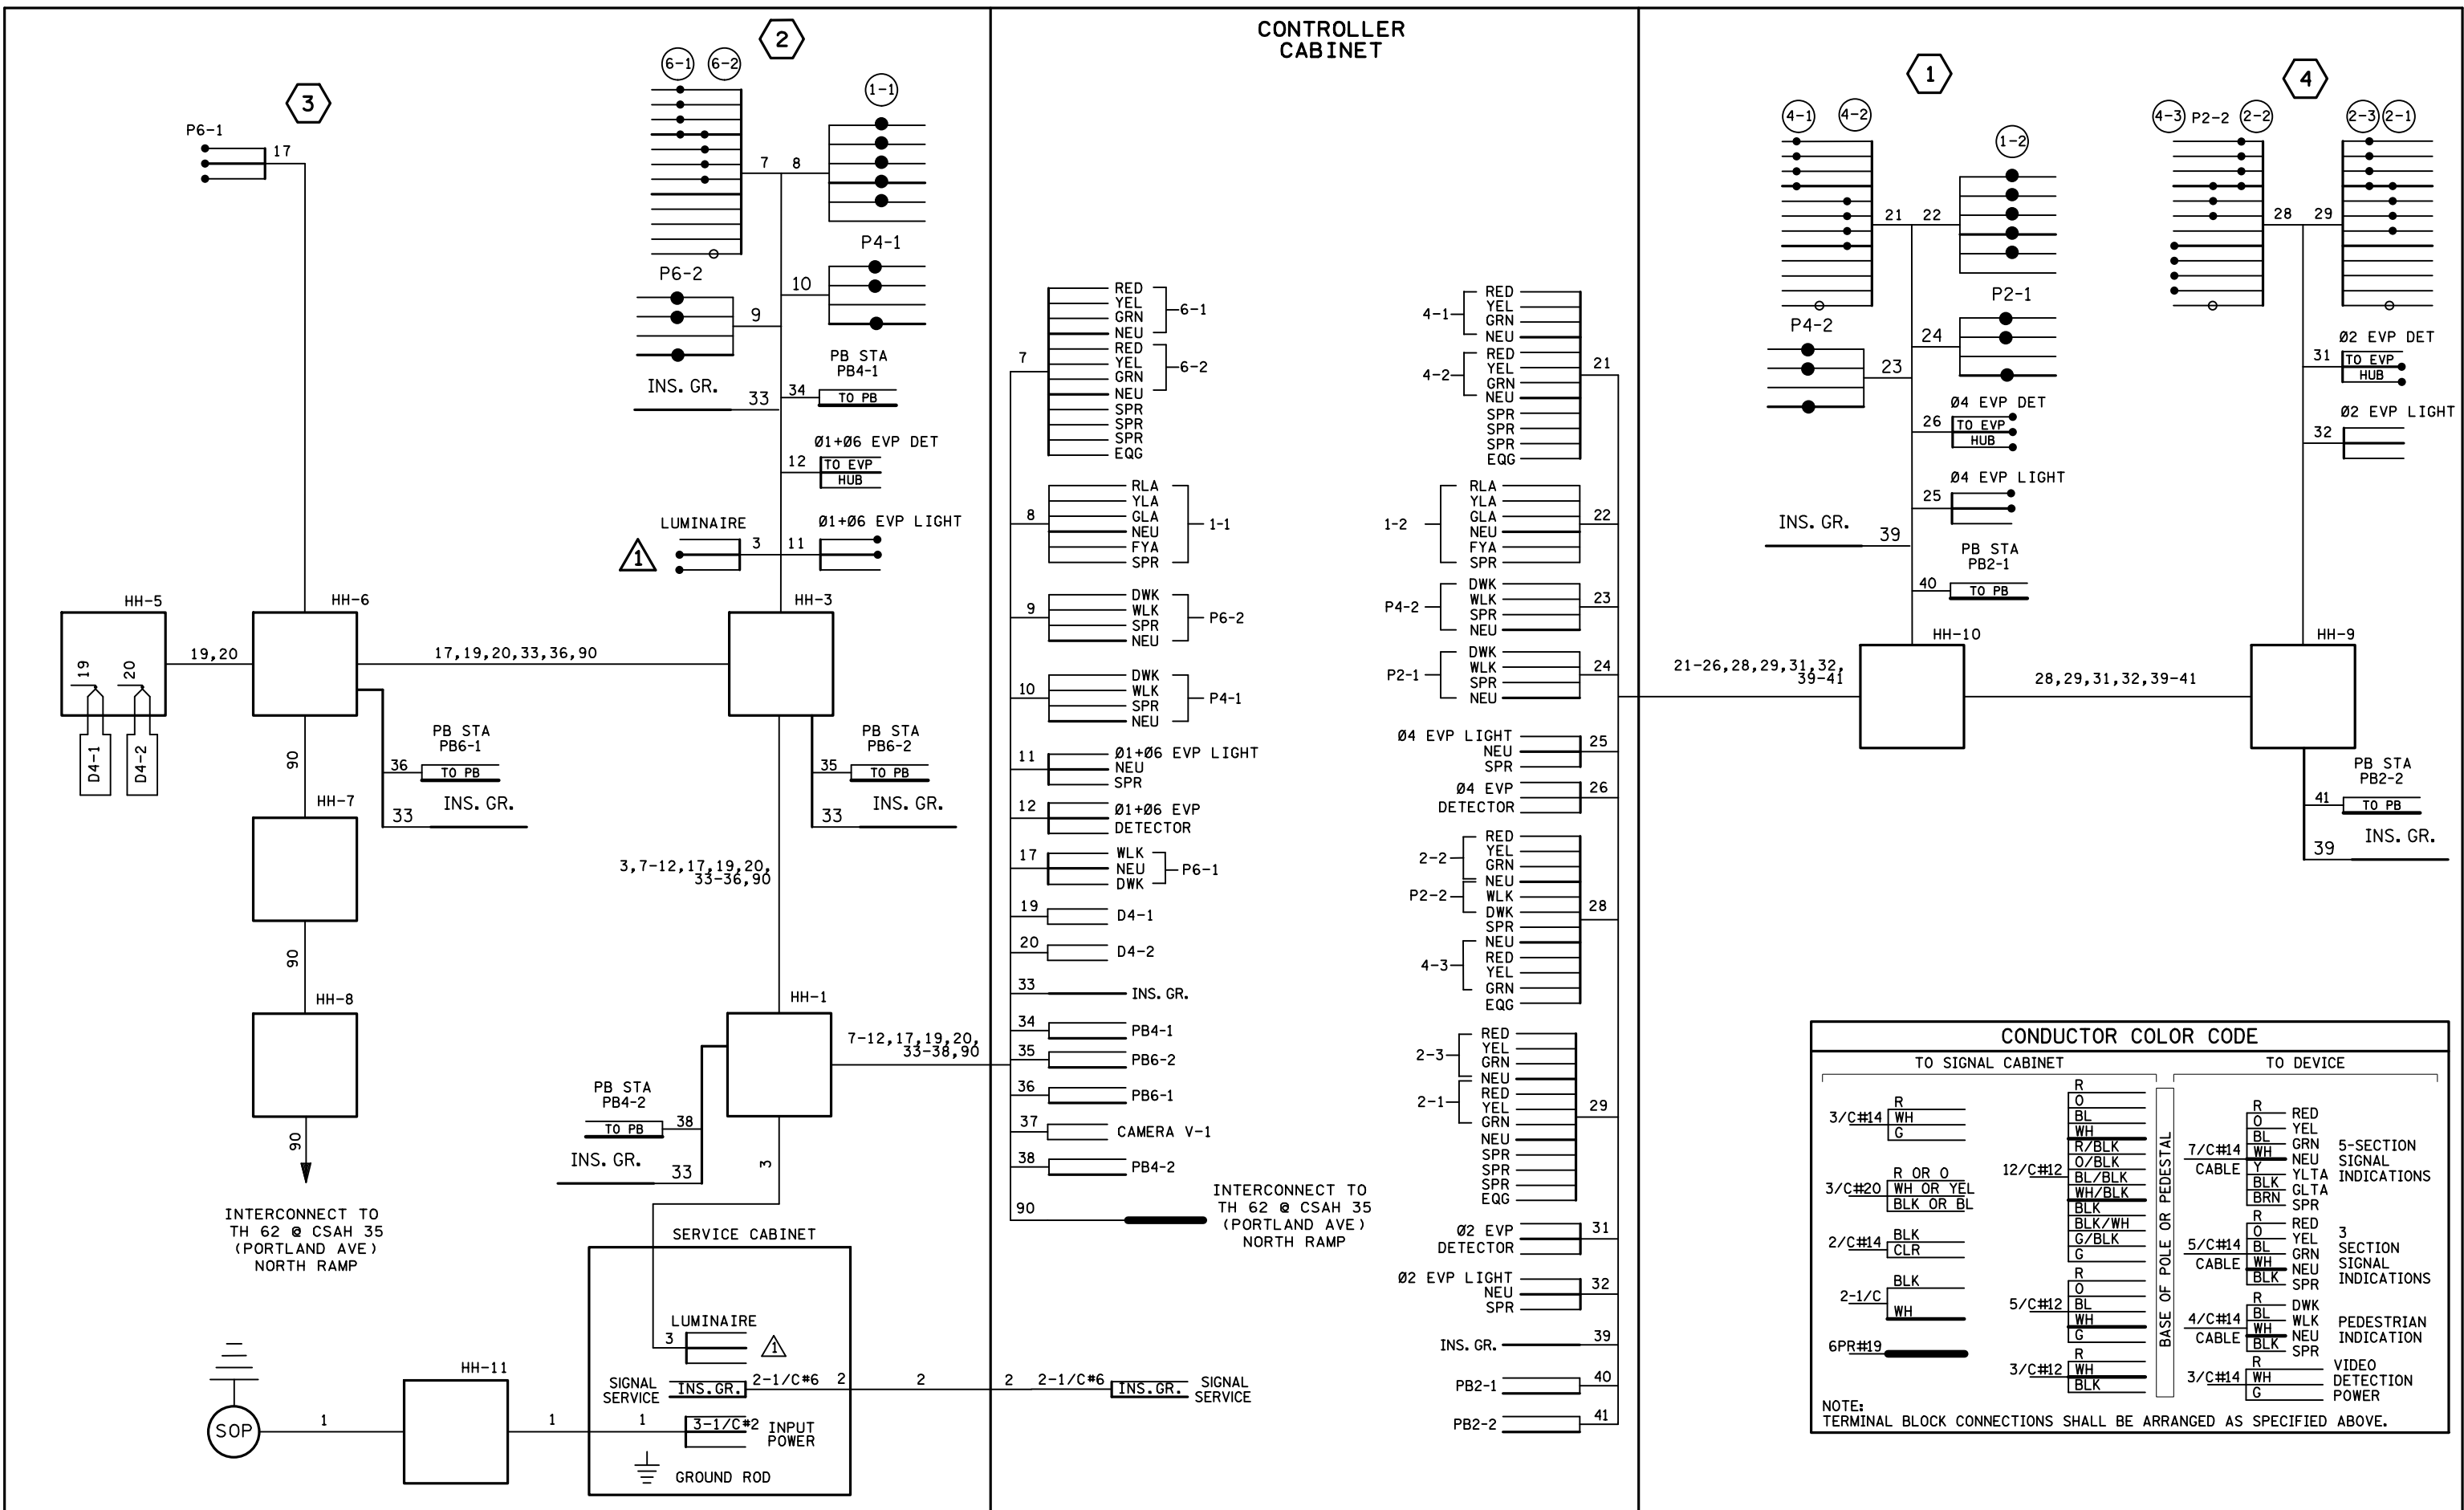 CONTROLLER
CABINET
3
P6-1
17
2
6-1
6-2
1-1
7
8
P6-2
9
P4-1
10
INS. GR.
33
PB STA
PB4-1
34
TO PB
Ø1+Ø6 EVP DET
12
TO EVP
HUB
LUMINAIRE
1
3
11
Ø1+Ø6 EVP LIGHT
HH-5
19
20
D4-1
D4-2
19,20
HH-6
17,19,20,33,36,90
HH-3
PB STA
PB6-1
36
TO PB
33
INS. GR.
PB STA
PB6-2
35
TO PB
33
INS. GR.
90
HH-7
90
HH-8
90
INTERCONNECT TO
TH 62 @ CSAH 35
(PORTLAND AVE)
NORTH RAMP
3,7-12,17,19,20,
33-36,90
HH-1
7-12,17,19,20,
33-38,90
PB STA
PB4-2
TO PB
38
INS. GR.
33
3
SERVICE CABINET
LUMINAIRE
3
1
SIGNAL
SERVICE
INS.GR.
2-1/C#6
2
2
2
2-1/C#6
INS.GR.
SIGNAL
SERVICE
1
3-1/C#2
INPUT
POWER
GROUND ROD
SOP
1
HH-11
1
7
RED
YEL
GRN
NEU
6-1
RED
YEL
GRN
NEU
6-2
SPR
SPR
SPR
EQG
8
RLA
YLA
GLA
NEU
FYA
SPR
1-1
9
DWK
WLK
SPR
NEU
P6-2
10
DWK
WLK
SPR
NEU
P4-1
11
Ø1+Ø6 EVP LIGHT
NEU
SPR
12
Ø1+Ø6 EVP
DETECTOR
17
WLK
NEU
DWK
P6-1
19
D4-1
20
D4-2
33
INS. GR.
34
PB4-1
35
PB6-2
36
PB6-1
37
CAMERA V-1
38
PB4-2
90
INTERCONNECT TO
TH 62 @ CSAH 35
(PORTLAND AVE)
NORTH RAMP
4-1
RED
YEL
GRN
NEU
4-2
RED
YEL
GRN
NEU
SPR
SPR
SPR
EQG
21
1-2
RLA
YLA
GLA
NEU
FYA
SPR
22
P4-2
DWK
WLK
SPR
NEU
23
P2-1
DWK
WLK
SPR
NEU
24
Ø4 EVP LIGHT
NEU
SPR
25
Ø4 EVP
DETECTOR
26
2-2
RED
YEL
GRN
NEU
P2-2
WLK
DWK
SPR
NEU
4-3
RED
YEL
GRN
EQG
28
2-3
RED
YEL
GRN
NEU
2-1
RED
YEL
GRN
NEU
SPR
SPR
SPR
EQG
29
Ø2 EVP
DETECTOR
31
Ø2 EVP LIGHT
NEU
SPR
32
INS. GR.
39
PB2-1
40
PB2-2
41
1
4-1
4-2
1-2
21
22
P4-2
23
P2-1
24
Ø4 EVP DET
26
TO EVP
HUB
Ø4 EVP LIGHT
25
INS. GR.
39
PB STA
PB2-1
40
TO PB
21-26,28,29,31,32,
39-41
HH-10
28,29,31,32,39-41
HH-9
4
4-3
P2-2
2-2
2-3
2-1
28
29
Ø2 EVP DET
31
TO EVP
HUB
Ø2 EVP LIGHT
32
PB STA
PB2-2
41
TO PB
INS. GR.
39
CONDUCTOR COLOR CODE
TO SIGNAL CABINET
TO DEVICE
3/C#14
R
WH
G
3/C#20
R OR O
WH OR YEL
BLK OR BL
2/C#14
BLK
CLR
2-1/C
BLK
WH
6PR#19
12/C#12
R
O
BL
WH
R/BLK
O/BLK
BL/BLK
WH/BLK
BLK
BLK/WH
G/BLK
G
5/C#12
R
O
BL
WH
G
3/C#12
R
WH
BLK
BASE OF POLE OR PEDESTAL
7/C#14
CABLE
R RED
O YEL
BL GRN
WH NEU
Y YLTA
BLK GLTA
BRN SPR
5-SECTION
SIGNAL
INDICATIONS
5/C#14
CABLE
R RED
O YEL
BL GRN
WH NEU
BLK SPR
3
SECTION
SIGNAL
INDICATIONS
4/C#14
CABLE
R DWK
BL WLK
WH NEU
BLK SPR
PEDESTRIAN
INDICATION
3/C#14
R
WH
G
VIDEO
DETECTION
POWER
NOTE:
TERMINAL BLOCK CONNECTIONS SHALL BE ARRANGED AS SPECIFIED ABOVE.